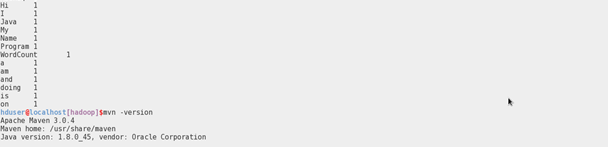 Hi      1
I       1
Java    1
My      1
Name    1
Program 1
WordCount       1
a       1
am      1
and     1
doing   1
is      1
on      1
hduser@localhost[hadoop]$mvn -version
Apache Maven 3.0.4
Maven home: /usr/share/maven
Java version: 1.8.0_45, vendor: Oracle Corporation